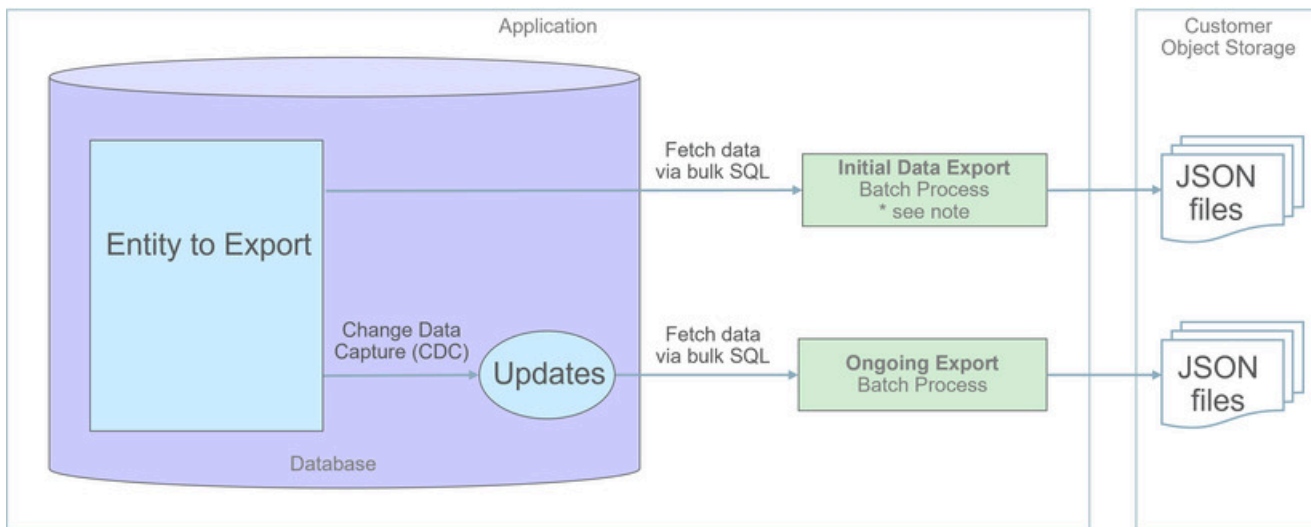 Application
Customer
Object Storage
Fetch data
via bulk SQL
Initial Data Export
Batch Process
* see note
JSON
files
Entity to Export
Change Data
Capture (CDC)
Updates
Fetch data
via bulk SQL
Ongoing Export
Batch Process
JSON
files
Database